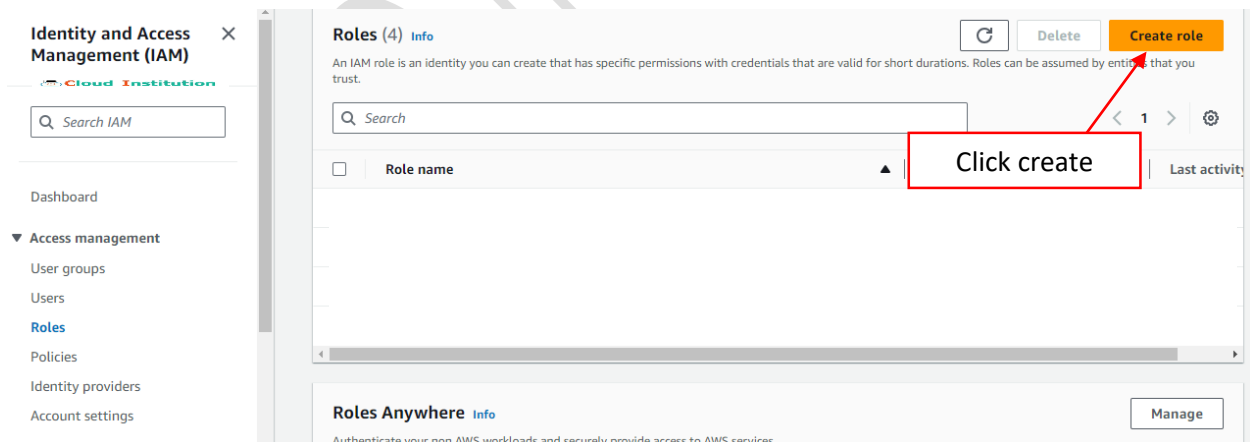 Identity and Access
Management (IAM)
Cloud Institution
Search IAM
Dashboard
Access management
User groups
Users
Roles
Policies
Identity providers
Account settings
Roles (4) Info
Delete
Create role
An IAM role is an identity you can create that has specific permissions with credentials that are valid for short durations. Roles can be assumed by entities that you
trust.
Search
1
Click create
Role name
Last activity
Roles Anywhere Info
Manage
Authenticate your non AWS workloads and securely provide access to AWS services